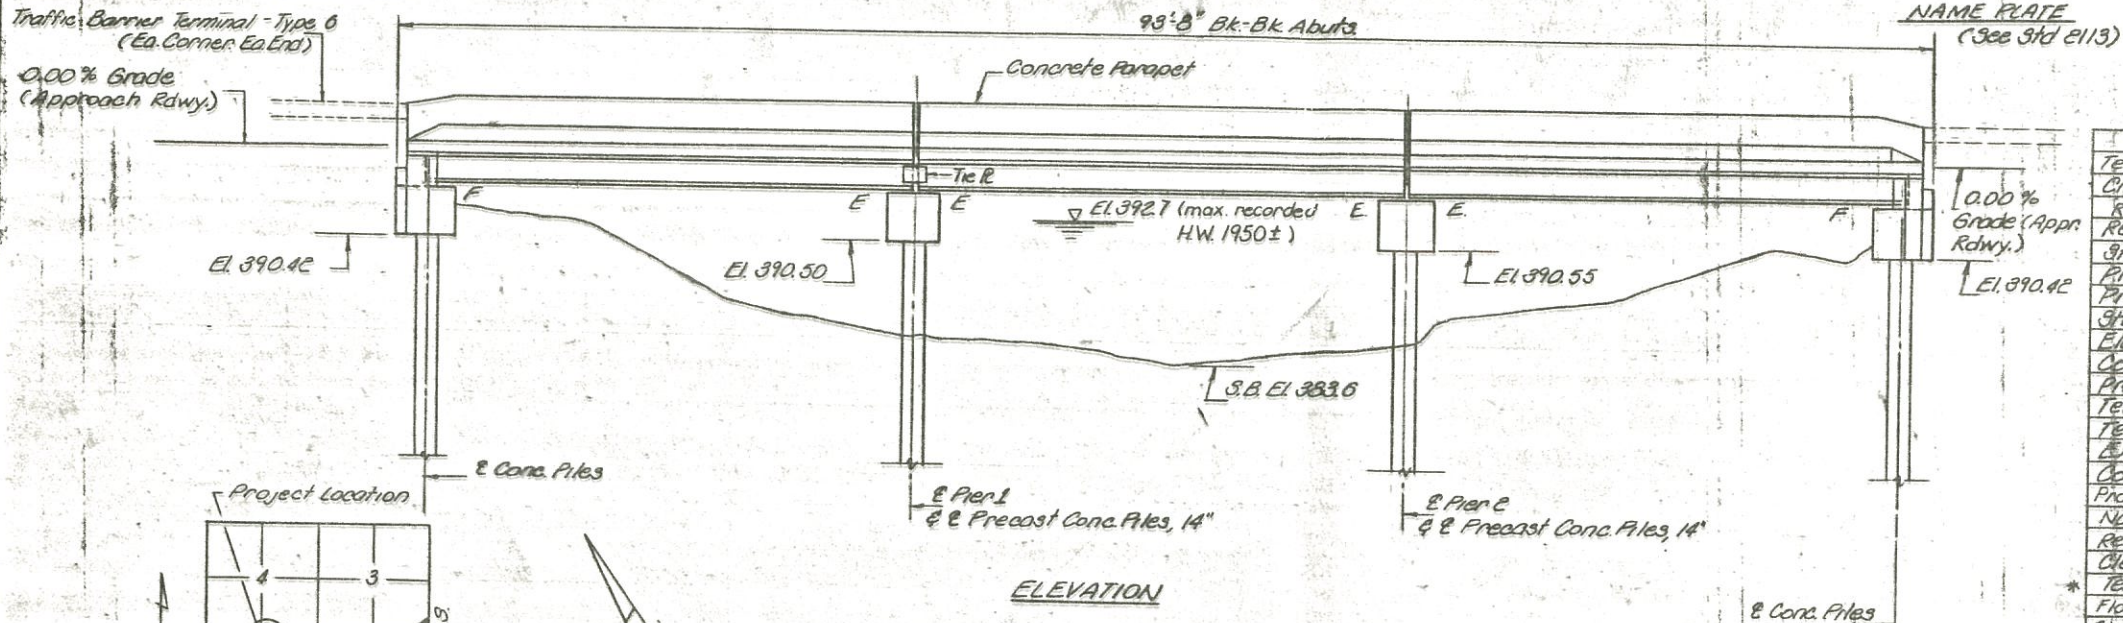 Traffic Barrier Terminal - Type 6
(Ea. Corner Ea. End)
0.00 % Grade
(Approach Rdwy.)
93'-8" Bk.-Bk. Abuts.
NAME PLATE
(See Std 2113)
Concrete Parapet
Tie ℄
F
E
E
El. 392.7 (max. recorded
H.W. 1950±)
E.
E.
F
0.00 %
Grade (Appr.
Rdwy.)
El. 390.42
El. 390.50
El. 390.55
El. 390.42
S.B. El. 383.6
℄ Conc. Piles
Project Location
℄ Pier 1
& ℄ Precast Conc. Piles, 14"
℄ Pier 2
& ℄ Precast Conc. Piles, 14"
4
3
ELEVATION
℄ Conc. Piles
*